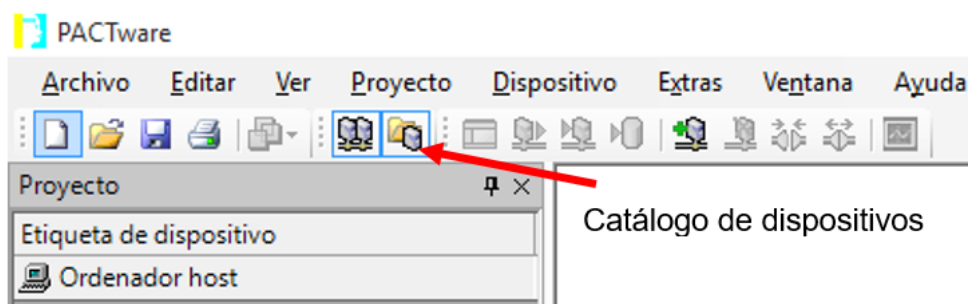 PACTware
Archivo Editar Ver Proyecto Dispositivo Extras Ventana Ayuda
Proyecto
Catálogo de dispositivos
Etiqueta de dispositivo
Ordenador host